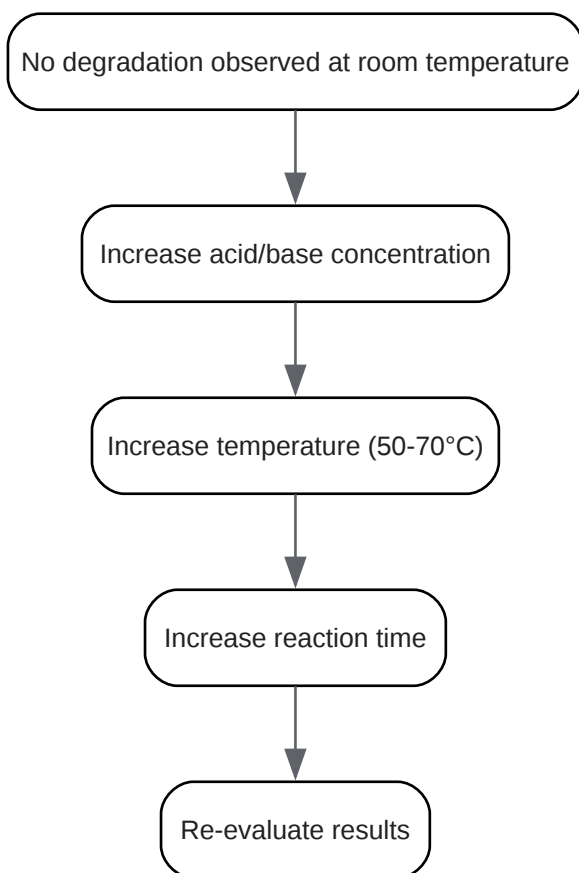 No degradation observed at room temperature
Increase acid/base concentration
Increase temperature (50-70°C)
Increase reaction time
Re-evaluate results